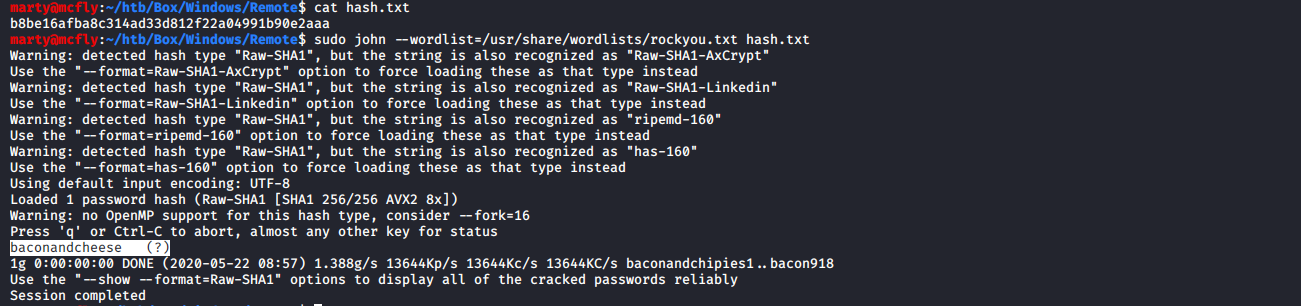 marty@mcfly:~/htb/Box/Windows/Remote$ cat hash.txt
b8be16afba8c314ad33d812f22a04991b90e2aaa
marty@mcfly:~/htb/Box/Windows/Remote$ sudo john --wordlist=/usr/share/wordlists/rockyou.txt hash.txt
Warning: detected hash type "Raw-SHA1", but the string is also recognized as "Raw-SHA1-AxCrypt"
Use the "--format=Raw-SHA1-AxCrypt" option to force loading these as that type instead
Warning: detected hash type "Raw-SHA1", but the string is also recognized as "Raw-SHA1-Linkedin"
Use the "--format=Raw-SHA1-Linkedin" option to force loading these as that type instead
Warning: detected hash type "Raw-SHA1", but the string is also recognized as "ripemd-160"
Use the "--format=ripemd-160" option to force loading these as that type instead
Warning: detected hash type "Raw-SHA1", but the string is also recognized as "has-160"
Use the "--format=has-160" option to force loading these as that type instead
Using default input encoding: UTF-8
Loaded 1 password hash (Raw-SHA1 [SHA1 256/256 AVX2 8x])
Warning: no OpenMP support for this hash type, consider --fork=16
Press 'q' or Ctrl-C to abort, almost any other key for status
baconandcheese   (?)
1g 0:00:00:00 DONE (2020-05-22 08:57) 1.388g/s 13644Kp/s 13644Kc/s 13644KC/s baconandchipies1..bacon918
Use the "--show --format=Raw-SHA1" options to display all of the cracked passwords reliably
Session completed